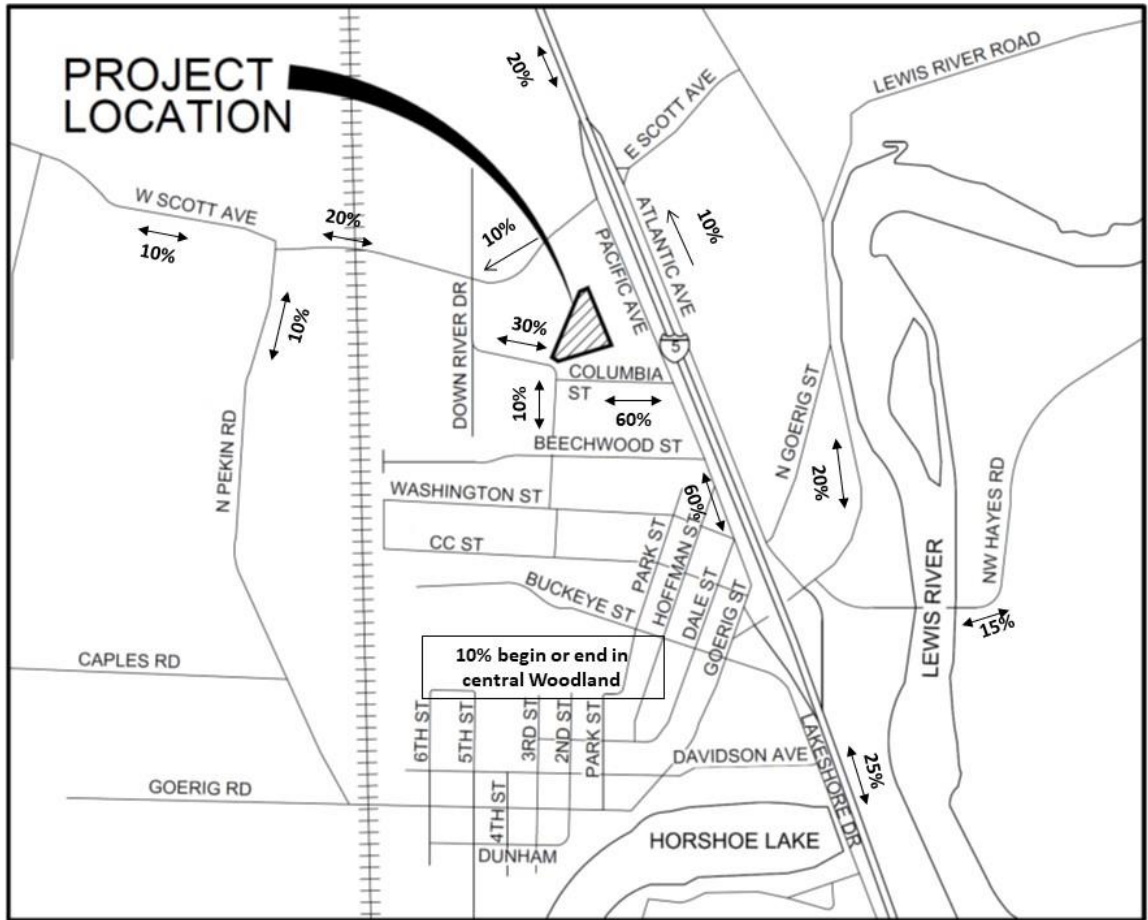 PROJECT
LOCATION
20%
LEWIS RIVER ROAD
E SCOTT AVE
W SCOTT AVE
20%
10%
10%
ATLANTIC AVE
10%
PACIFIC AVE
10%
DOWN RIVER DR
30%
5
COLUMBIA
ST
10%
60%
N GOERIG ST
BEECHWOOD ST
N PEKIN RD
WASHINGTON ST
60%
20%
CC ST
PARK ST
HOFFMAN ST
DALE ST
GOERIG ST
BUCKEYE ST
LEWIS RIVER
NW HAYES RD
15%
10% begin or end in
central Woodland
CAPLES RD
6TH ST
5TH ST
3RD ST
2ND ST
PARK ST
DAVIDSON AVE
LAKESHORE DR
25%
GOERIG RD
4TH ST
DUNHAM
HORSHOE LAKE